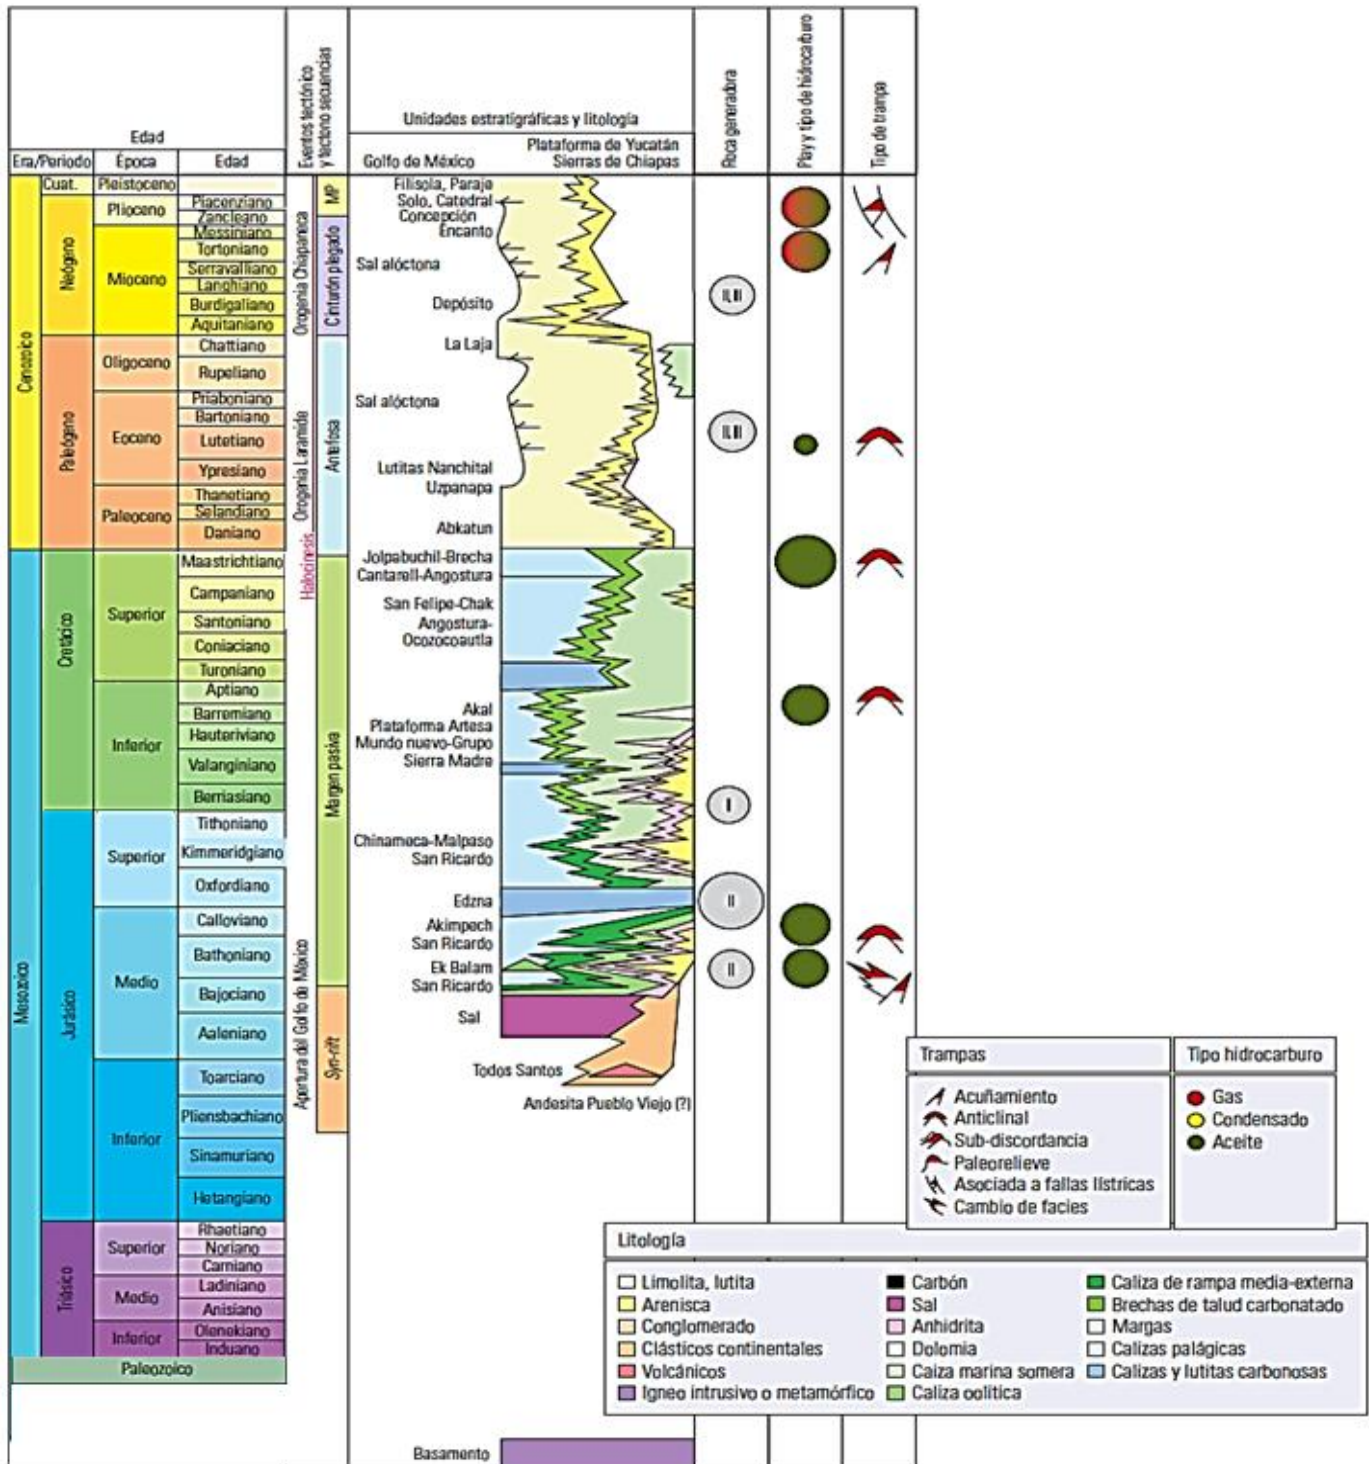 Edad
Era/Periodo
Época
Edad
Eventos tectónico
y tectono secuencias
Unidades estratigráficas y litología
Golfo de México
Plataforma de Yucatán
Sierras de Chiapas
Roca generadora
Play y tipo de hidrocarburo
Tipo de trampa
Cenozoico
Mesozoico
Cuat.
Neógeno
Paleógeno
Cretácico
Jurásico
Triásico
Paleozoico
Pleistoceno
Plioceno
Mioceno
Oligoceno
Eoceno
Paleoceno
Superior
Inferior
Superior
Medio
Inferior
Superior
Medio
Inferior
Piacenziano
Zancleano
Messiniano
Tortoniano
Serravalliano
Langhiano
Burdigaliano
Aquitaniano
Chattiano
Rupeliano
Priaboniano
Bartoniano
Lutetiano
Ypresiano
Thanetiano
Selandiano
Daniano
Maastrichtiano
Campaniano
Santoniano
Coniaciano
Turoniano
Aptiano
Barremiano
Hauteriviano
Valanginiano
Berriasiano
Tithoniano
Kimmeridgiano
Oxfordiano
Calloviano
Bathoniano
Bajociano
Aaleniano
Toarciano
Pliensbachiano
Sinamuriano
Hetangiano
Rhaetiano
Noriano
Carniano
Ladiniano
Anisiano
Olenekiano
Induano
Orogenia Chiapaneca
Orogenia Laramide
Halocinesis
Apertura del Golfo de México
MP
Cinturón plegado
Antefosa
Margen pasiva
Syn-rift
Filisola, Paraje
Solo, Catedral
Concepción
Encanto
Sal alóctona
Depósito
La Laja
Sal alóctona
Lutitas Nanchital
Uzpanapa
Abkatun
Jolpabuchil-Brecha
Cantarell-Angostura
San Felipe-Chak
Angostura-
Ocozocoautla
Akal
Plataforma Artesa
Mundo nuevo-Grupo
Sierra Madre
Chinameca-Malpaso
San Ricardo
Edzna
Akimpech
San Ricardo
Ek Balam
San Ricardo
Sal
Todos Santos
Andesita Pueblo Viejo (?)
Basamento
II, III
II, III
I
II
II
Trampas
Acuñamiento
Anticlinal
Sub-discordancia
Paleorelieve
Asociada a fallas lístricas
Cambio de facies
Tipo hidrocarburo
Gas
Condensado
Aceite
Litología
Limolita, lutita
Arenisca
Conglomerado
Clásticos continentales
Volcánicos
Igneo intrusivo o metamórfico
Carbón
Sal
Anhidrita
Dolomia
Caiza marina somera
Caliza oolítica
Caliza de rampa media-externa
Brechas de talud carbonatado
Margas
Calizas palágicas
Calizas y lutitas carbonosas